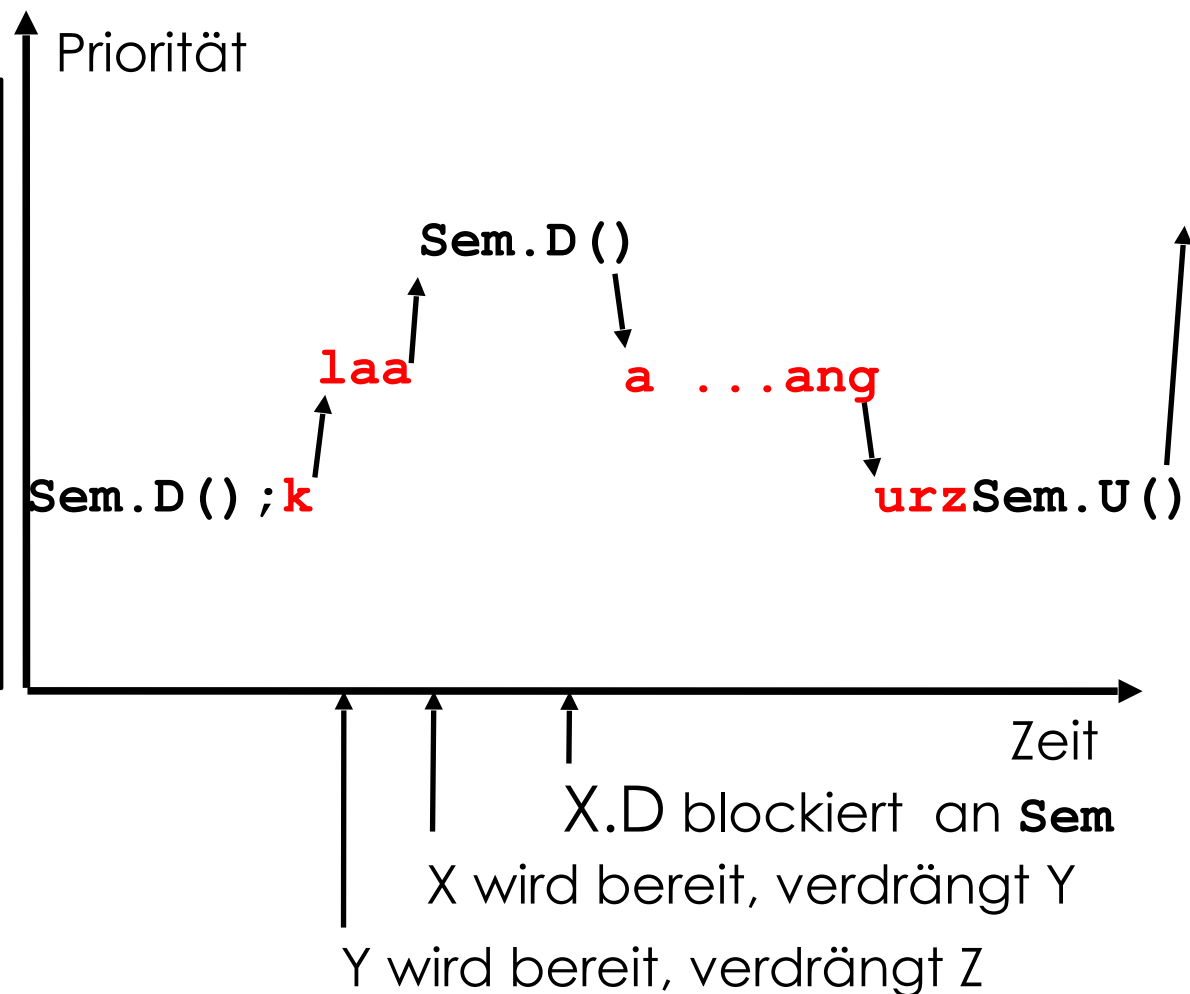 Priorität
Sem.D()
laa
a ...ang
Sem.D();k
urzSem.U()
Zeit
X.D blockiert an Sem
X wird bereit, verdrängt Y
Y wird bereit, verdrängt Z